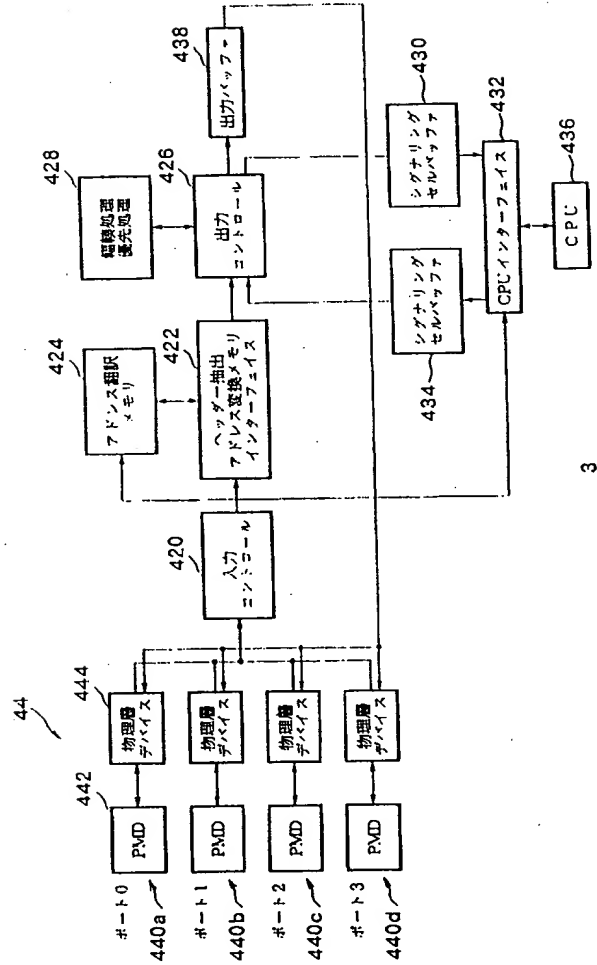 44
ポート0
440a
442
PMD
444
物理層
デバイス
ポート1
440b
PMD
物理層
デバイス
ポート2
440c
PMD
物理層
デバイス
ポート3
440d
PMD
物理層
デバイス
420
入力
コントロール
424
アドレス翻訳
メモリ
422
ヘッダー抽出
アドレス変換メモリ
インターフェイス
428
輻輳処理
優先処理
426
出力
コントロール
438
出力バッファ
434
シグナリング
セルバッファ
430
シグナリング
セルバッファ
432
CPUインターフェイス
436
CPU
3